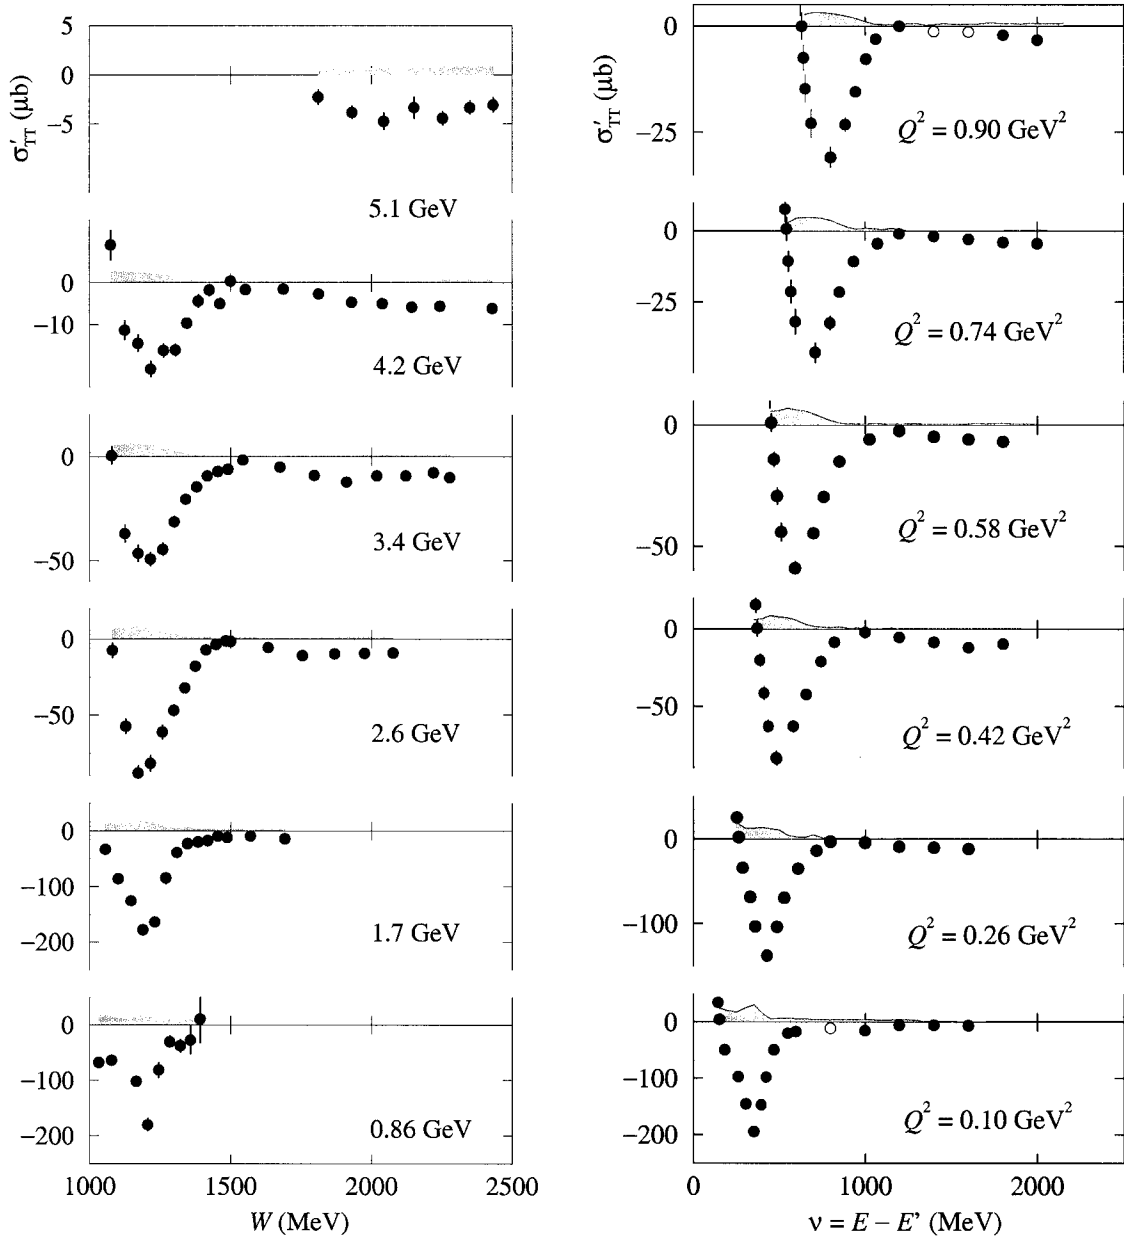 5
0
−5
σ′TT (μb)
5.1 GeV
0
−10
4.2 GeV
0
−50
3.4 GeV
0
−50
2.6 GeV
0
−100
−200
1.7 GeV
0
−100
−200
0.86 GeV
1000 1500 2000 2500
W (MeV)
σ′TT (μb)
0
−25
Q² = 0.90 GeV²
0
−25
Q² = 0.74 GeV²
0
−50
Q² = 0.58 GeV²
0
−50
Q² = 0.42 GeV²
0
−100
Q² = 0.26 GeV²
0
−100
−200
Q² = 0.10 GeV²
0 1000 2000
ν = E − E' (MeV)